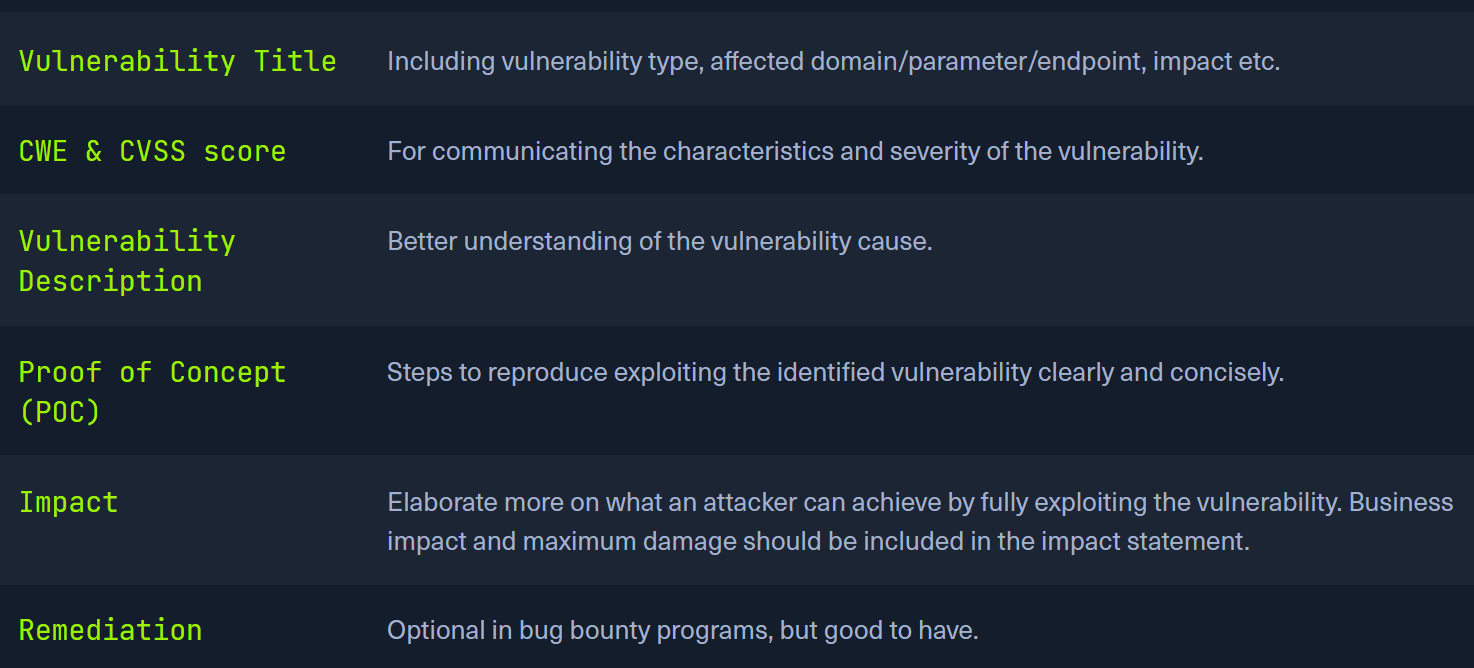 Vulnerability Title
Including vulnerability type, affected domain/parameter/endpoint, impact etc.
CWE & CVSS score
For communicating the characteristics and severity of the vulnerability.
Vulnerability
Description
Better understanding of the vulnerability cause.
Proof of Concept
(POC)
Steps to reproduce exploiting the identified vulnerability clearly and concisely.
Impact
Elaborate more on what an attacker can achieve by fully exploiting the vulnerability. Business
impact and maximum damage should be included in the impact statement.
Remediation
Optional in bug bounty programs, but good to have.